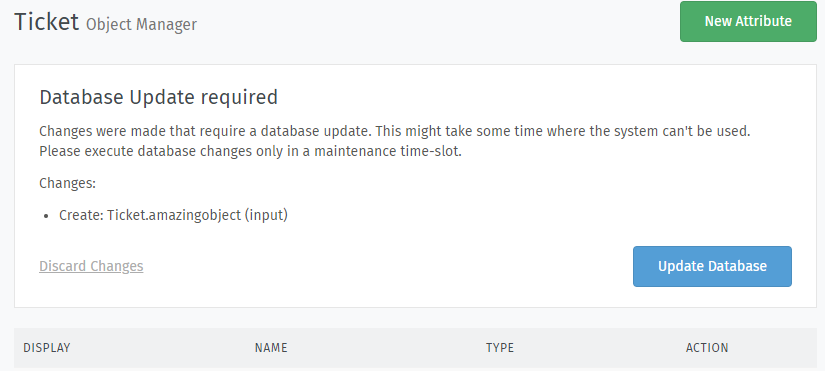 Ticket Object Manager
New Attribute
Database Update required
Changes were made that require a database update. This might take some time where the system can't be used.
Please execute database changes only in a maintenance time-slot.
Changes:
• Create: Ticket.amazingobject (input)
Discard Changes
Update Database
DISPLAY NAME TYPE ACTION